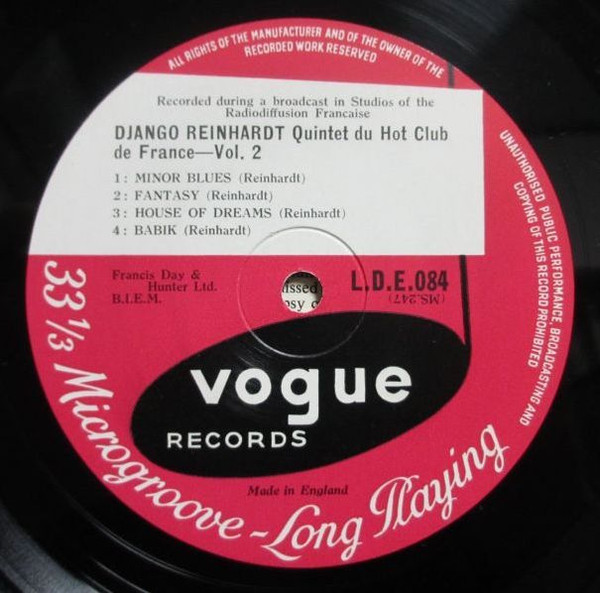 ALL RIGHTS OF THE MANUFACTURER AND OF THE OWNER OF THE
RECORDED WORK RESERVED
Recorded during a broadcast in Studios of the
Radiodiffusion Francaise
DJANGO REINHARDT Quintet du Hot Club
de France—Vol. 2
1: MINOR BLUES (Reinhardt)
2: FANTASY (Reinhardt)
3: HOUSE OF DREAMS (Reinhardt)
4: BABIK (Reinhardt)
UNAUTHORISED PUBLIC PERFORMANCE, BROADCASTING AND
COPYING OF THIS RECORD PROHIBITED
Francis Day &
Hunter Ltd.
B.I.E.M.
L.D.E.084
(MS.247)
vogue
RECORDS
Made in England
33 1/3 Microgroove - Long Playing